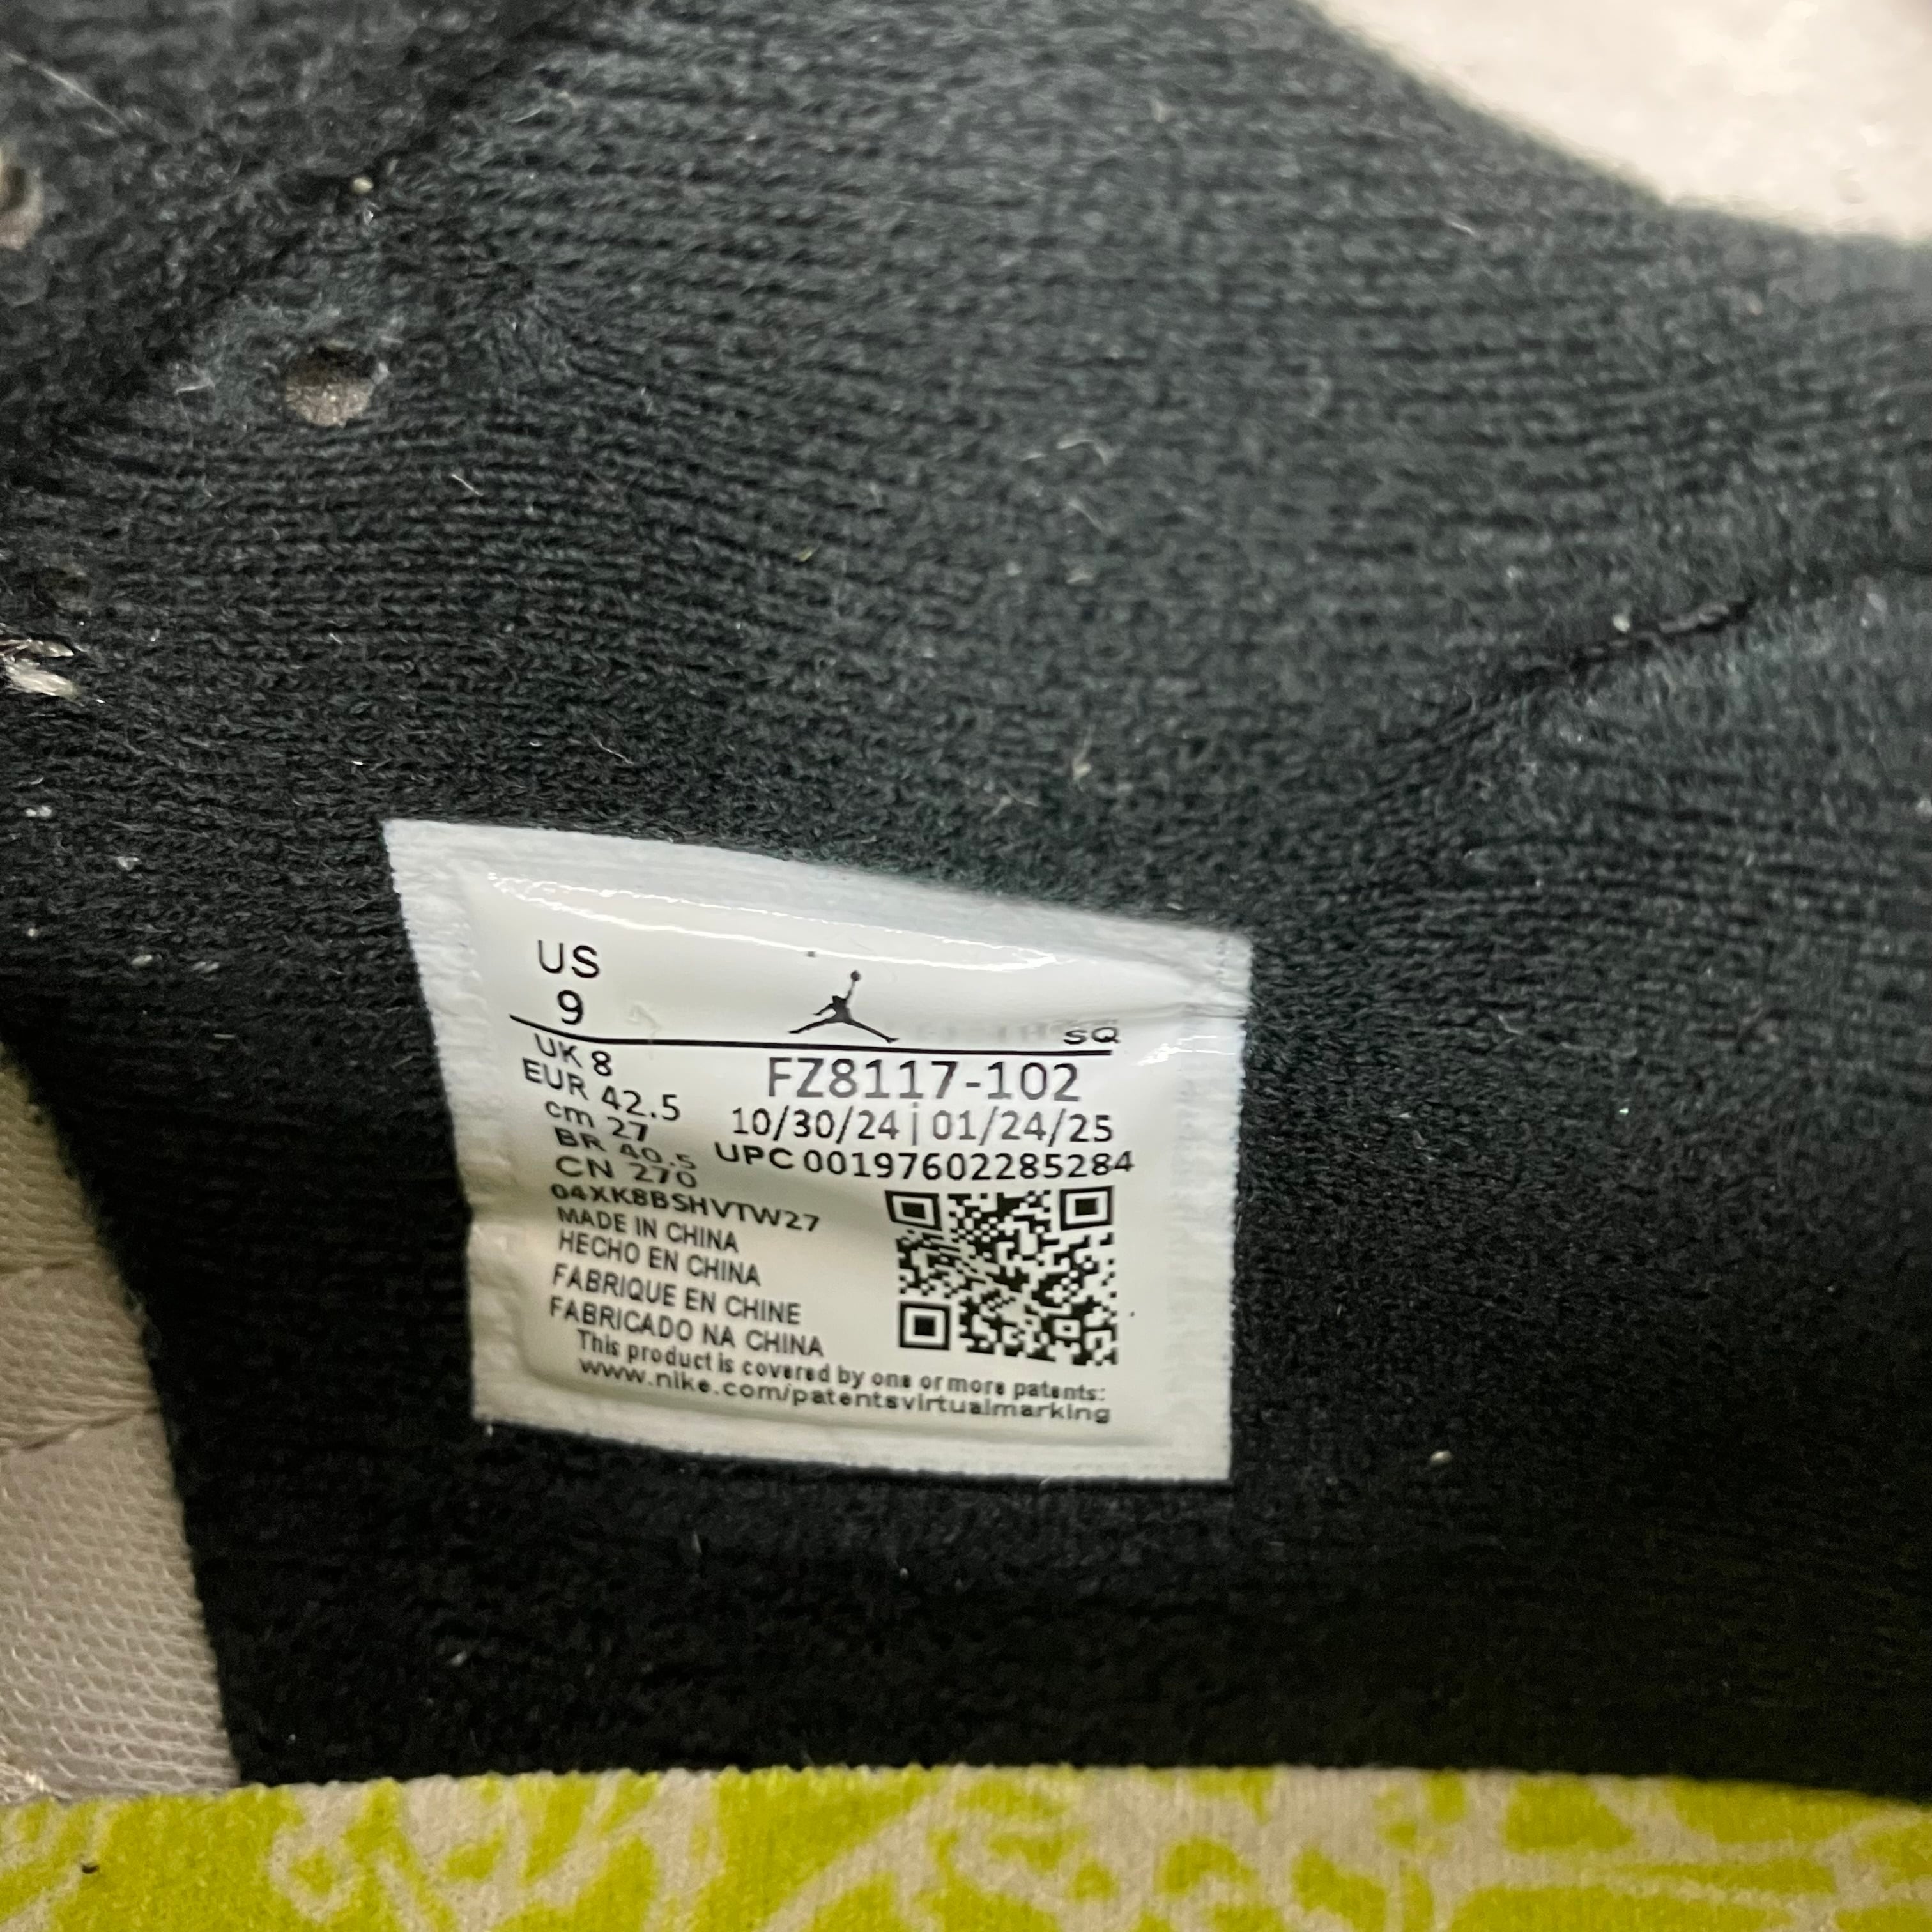 US
9
SQ
UK 8
EUR 42.5
cm 27
BR 40.5
CN 270
FZ8117-102
10/30/24 | 01/24/25
UPC 00197602285284
04XK8BSHVTW27
MADE IN CHINA
HECHO EN CHINA
FABRIQUE EN CHINE
FABRICADO NA CHINA
This product is covered by one or more patents:
www.nike.com/patentsvirtualmarking